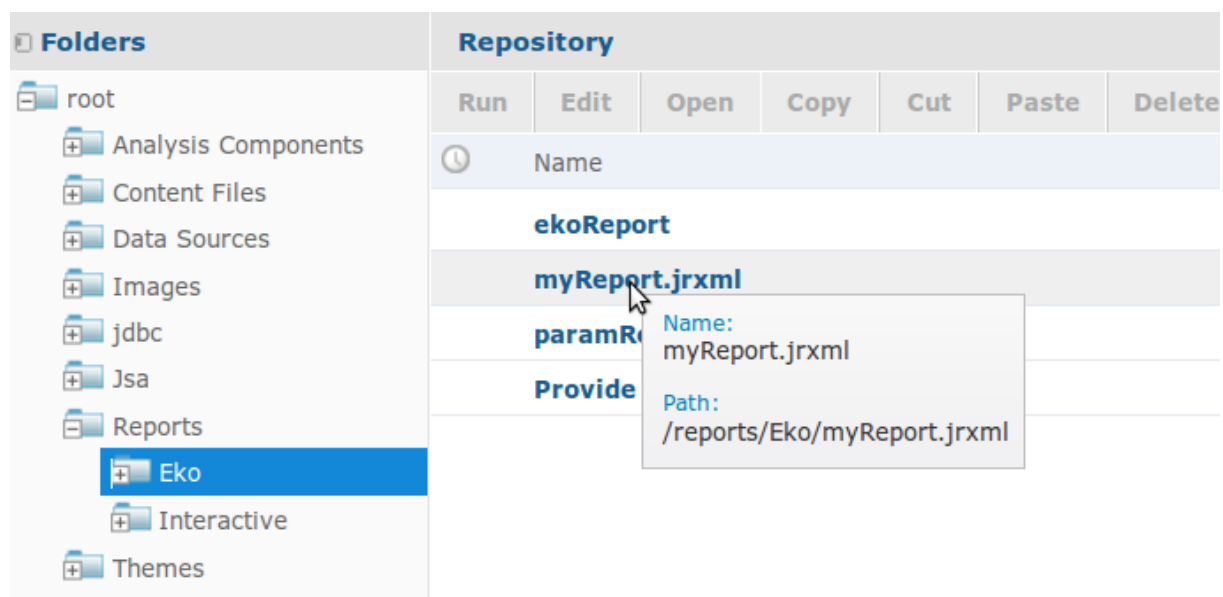 Folders
root
Analysis Components
Content Files
Data Sources
Images
jdbc
Jsa
Reports
Eko
Interactive
Themes
Repository
Run Edit Open Copy Cut Paste Delete
Name
ekoReport
myReport.jrxml
Provide
Name:
myReport.jrxml
Path:
/reports/Eko/myReport.jrxml